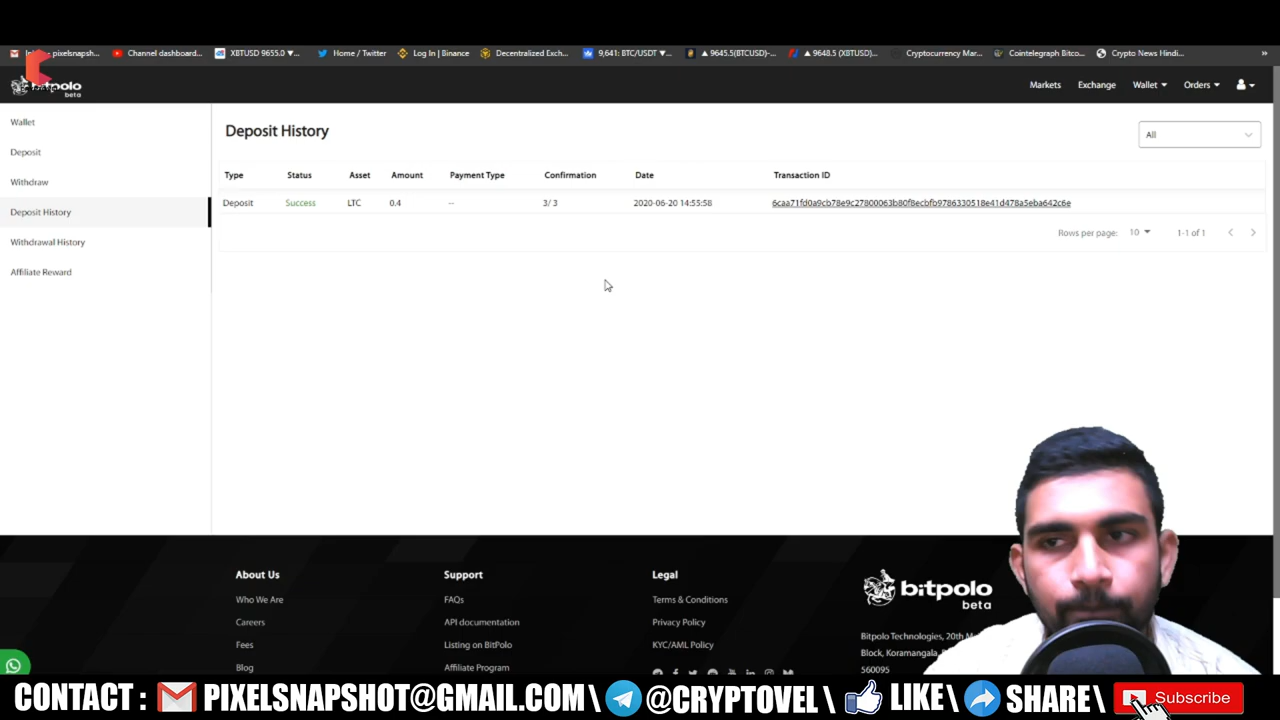 pixelsnapsh... Channel dashboard... XBTUSD 9655.0 ▼... Home / Twitter Log In | Binance Decentralized Exch... 9,641: BTC/USDT ▼... ▲ 9645.5(BTCUSD)-... ▲ 9648.5 (XBTUSD)... Cryptocurrency Mar... Cointelegraph Bitco... Crypto News Hindi... »
bitpolo Markets Exchange Wallet Orders
beta
Wallet
Deposit
Withdraw
Deposit History
Withdrawal History
Affiliate Reward
Deposit History All
Type Status Asset Amount Payment Type Confirmation Date Transaction ID
Deposit Success LTC 0.4 -- 3/ 3 2020-06-20 14:55:58 6caa71fd0a9cb78e9c27800063b80f8ecbfb9786330518e41d478a5eba642c6e
Rows per page: 10 1-1 of 1
About Us
Who We Are
Careers
Fees
Blog
Support
FAQs
API documentation
Listing on BitPolo
Affiliate Program
Legal
Terms & Conditions
Privacy Policy
KYC/AML Policy
bitpolo
beta
Bitpolo Technologies, 20th
Block, Koramangala,
560095
CONTACT : PIXELSNAPSHOT@GMAIL.COM \ @CRYPTOVEL \ LIKE\ SHARE\ Subscribe